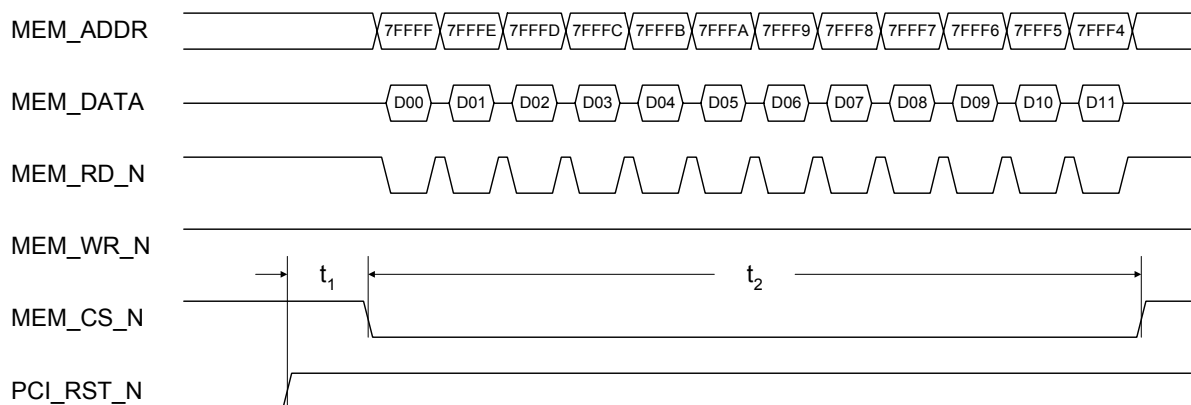 MEM_ADDR 7FFFF 7FFFE 7FFFD 7FFFC 7FFFB 7FFFA 7FFF9 7FFF8 7FFF7 7FFF6 7FFF5 7FFF4
MEM_DATA D00 D01 D02 D03 D04 D05 D06 D07 D08 D09 D10 D11
MEM_RD_N
MEM_WR_N
t1 t2
MEM_CS_N
PCI_RST_N